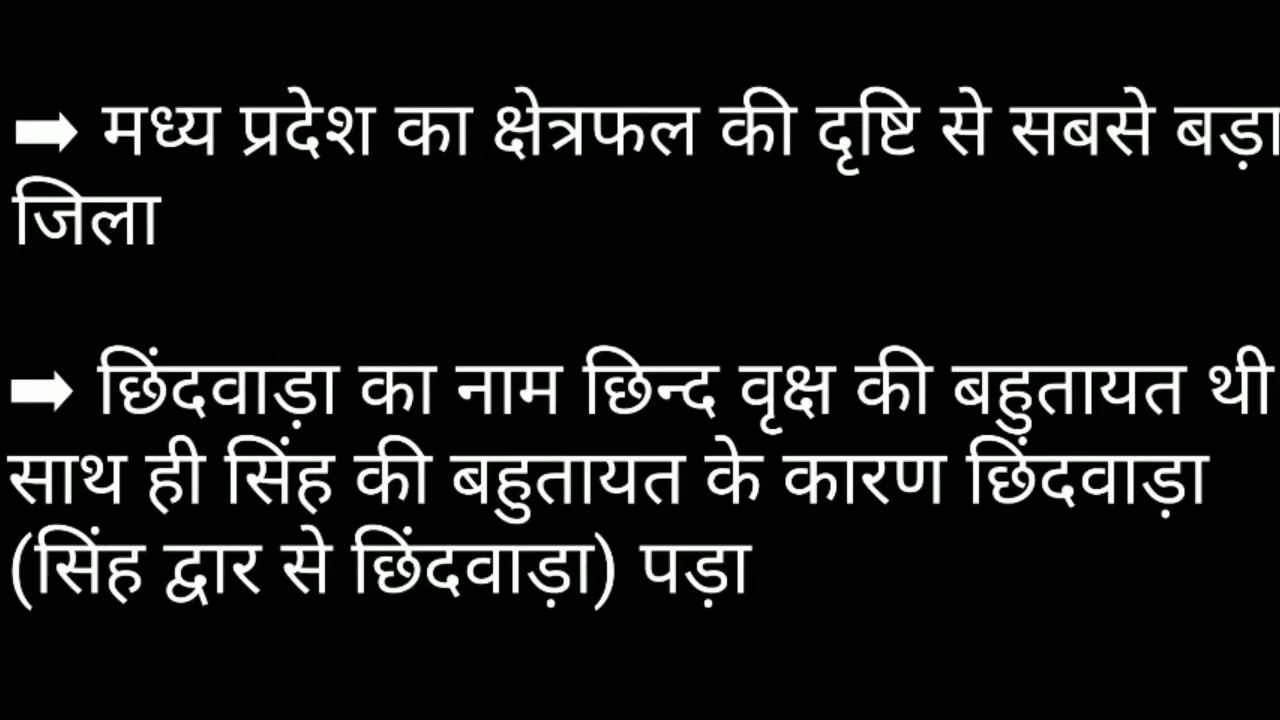 ➡ मध्य प्रदेश का क्षेत्रफल की दृष्टि से सबसे बड़ा
जिला
➡ छिंदवाड़ा का नाम छिन्द वृक्ष की बहुतायत थी
साथ ही सिंह की बहुतायत के कारण छिंदवाड़ा
(सिंह द्वार से छिंदवाड़ा) पड़ा